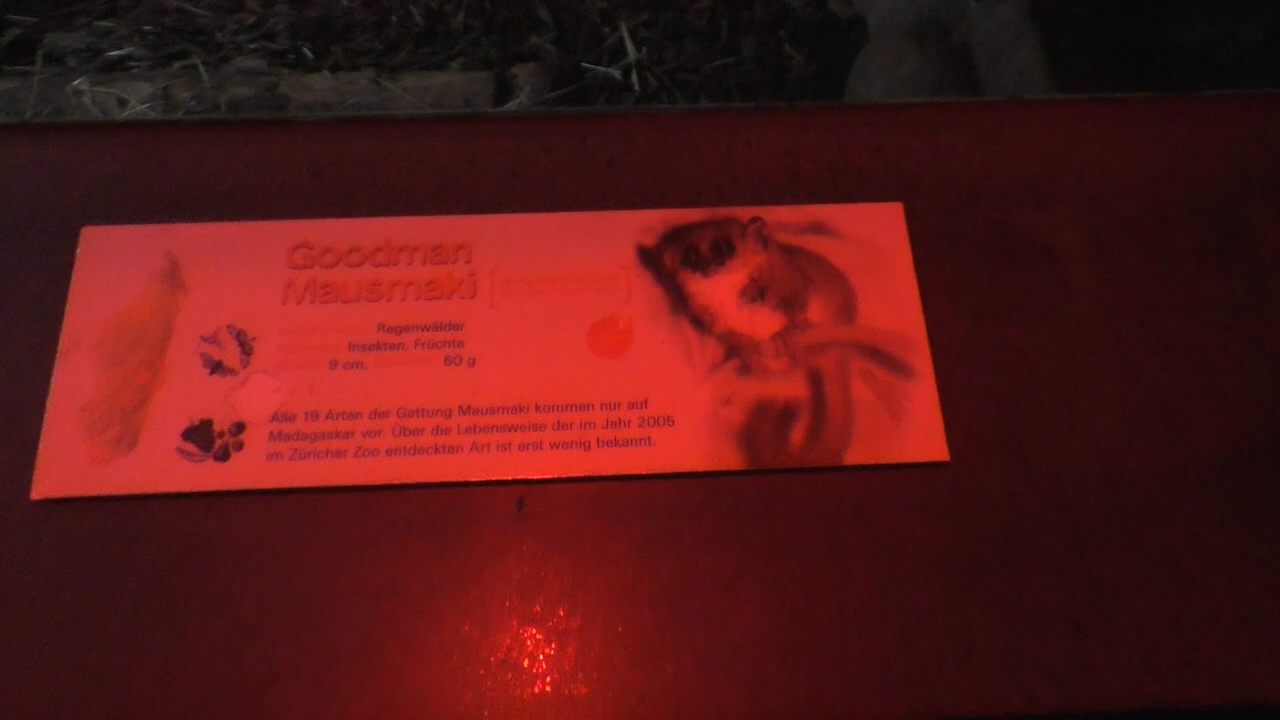 Goodman
Mausmaki
Regenwälder
Insekten, Früchte
9 cm, 60 g
Alle 19 Arten der Gattung Mausmaki kommen nur auf
Madagaskar vor. Über die Lebensweise der im Jahr 2005
im Züricher Zoo entdeckten Art ist erst wenig bekannt.